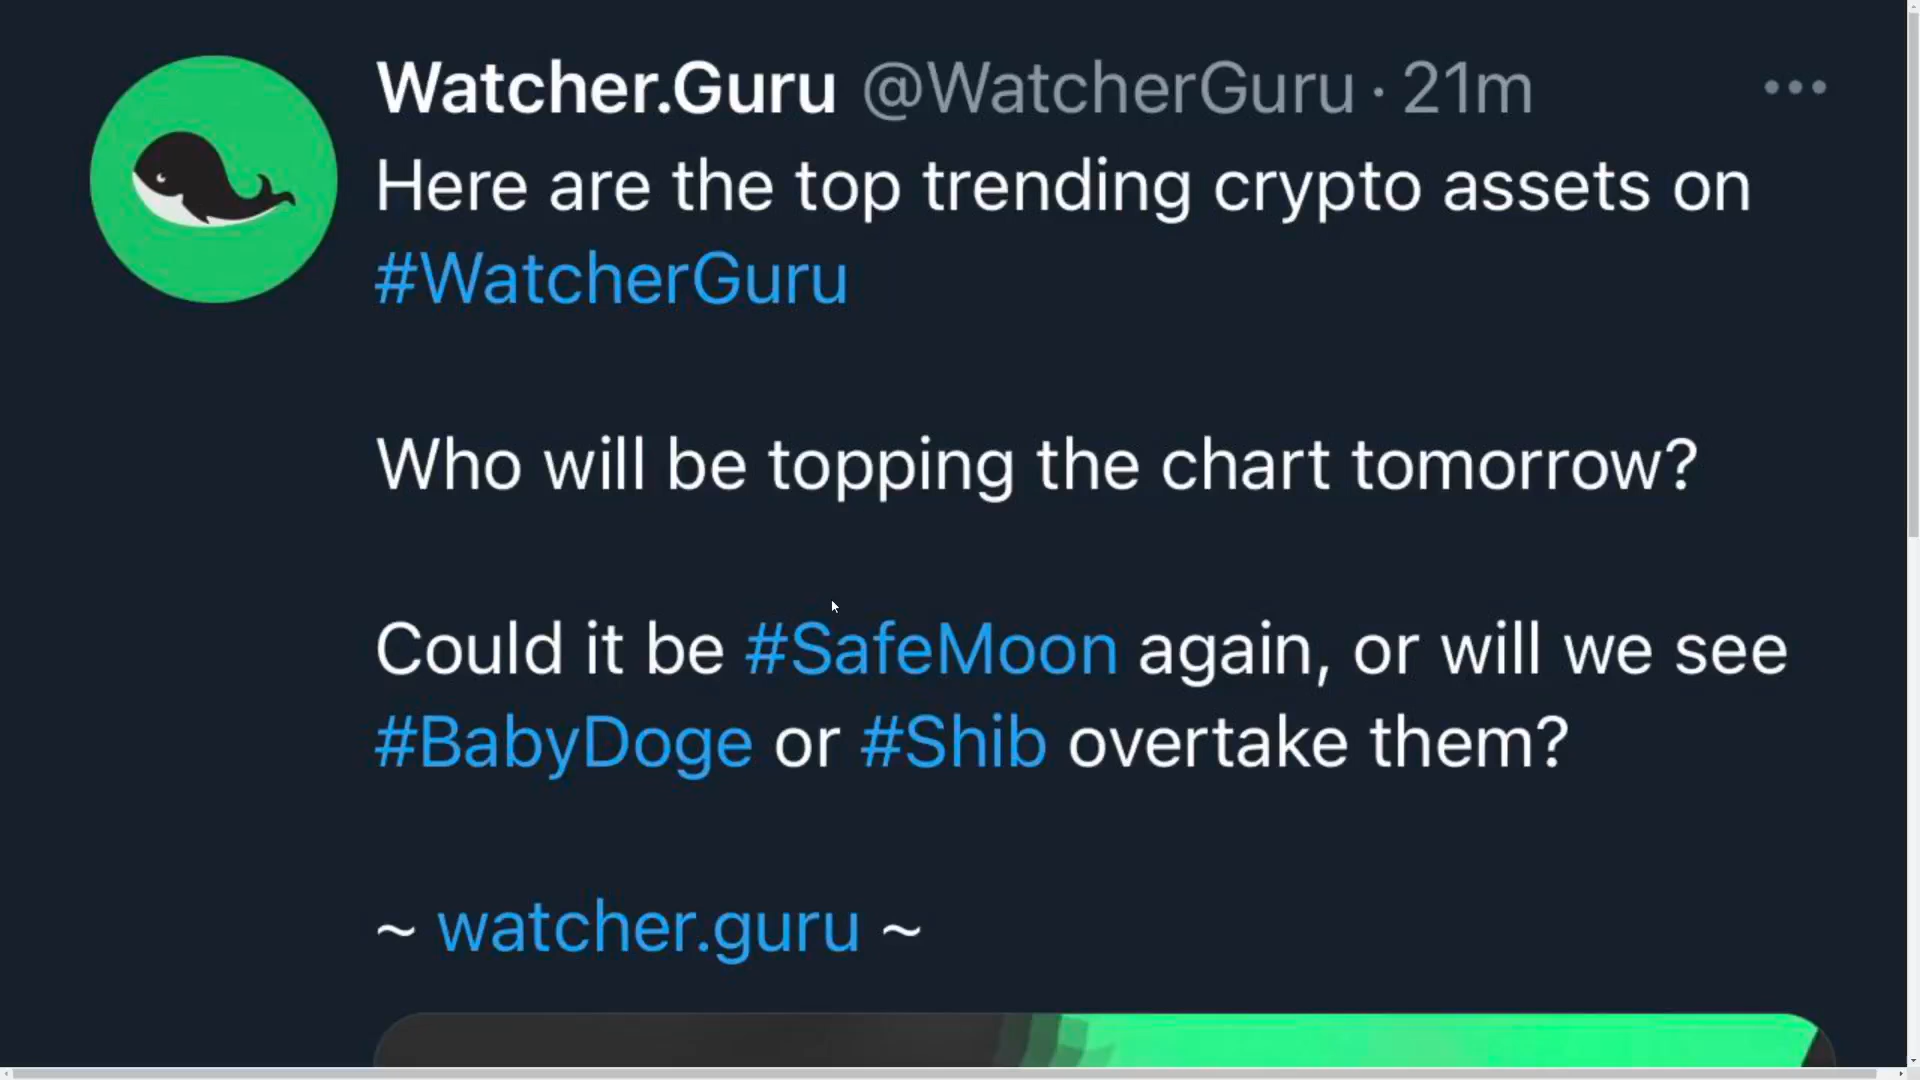 Watcher.Guru @WatcherGuru · 21m
Here are the top trending crypto assets on
#WatcherGuru
Who will be topping the chart tomorrow?
Could it be #SafeMoon again, or will we see
#BabyDoge or #Shib overtake them?
~ watcher.guru ~